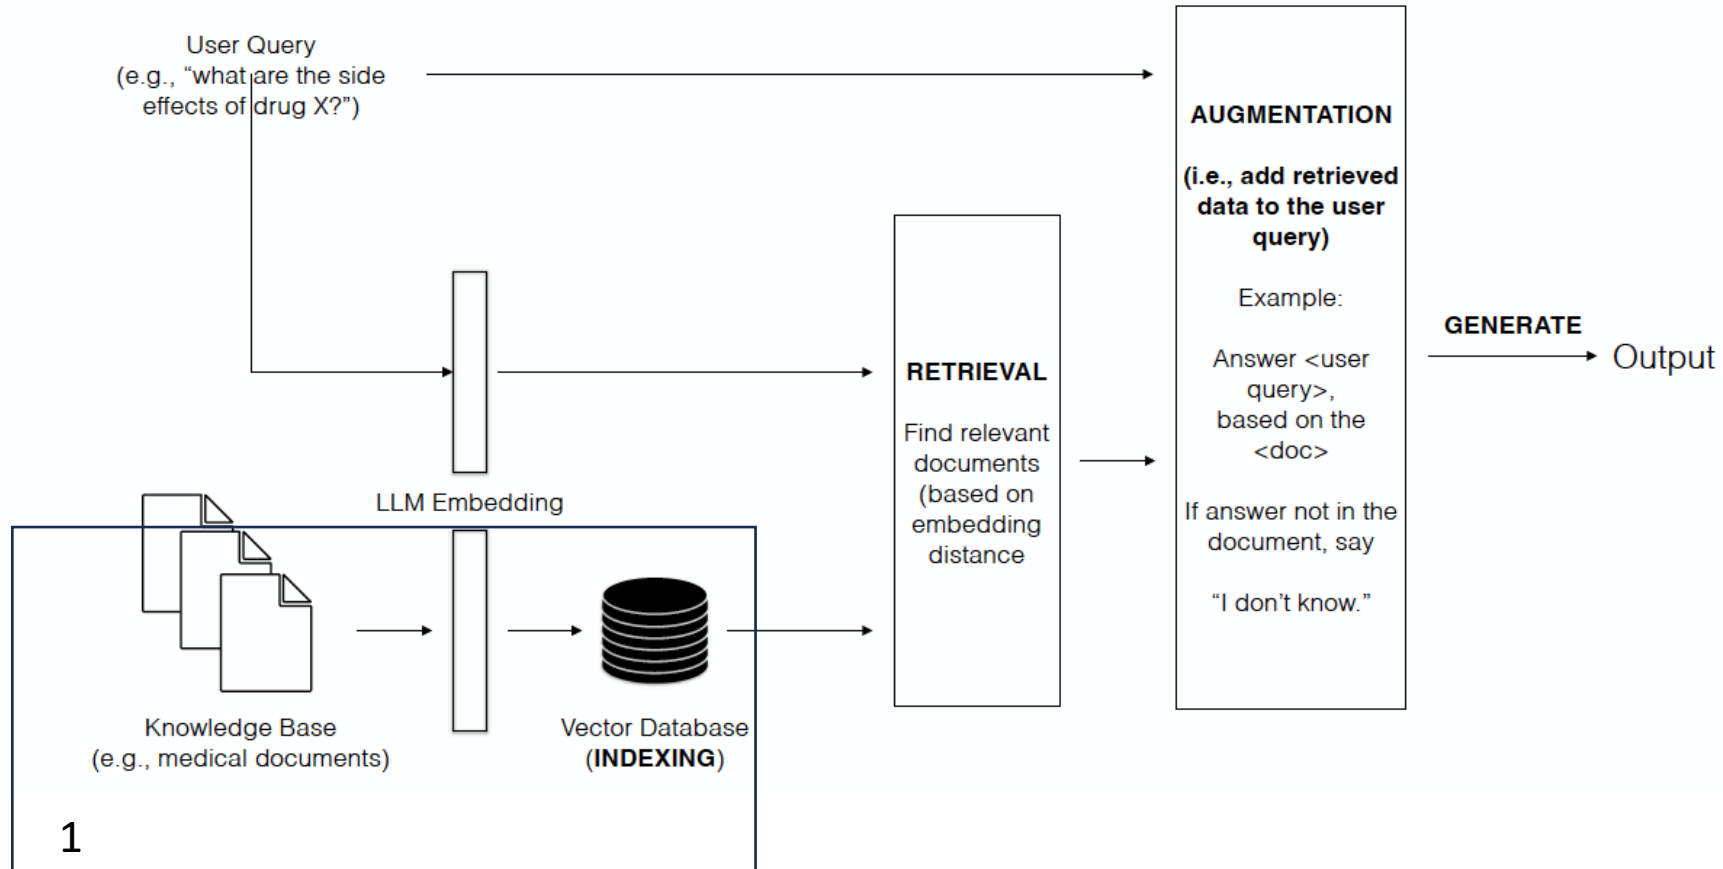 User Query
(e.g., “what are the side
effects of drug X?”)
LLM Embedding
Knowledge Base
(e.g., medical documents)
Vector Database
(INDEXING)
1
RETRIEVAL
Find relevant
documents
(based on
embedding
distance
AUGMENTATION
(i.e., add retrieved
data to the user
query)
Example:
Answer <user
query>,
based on the
<doc>
If answer not in the
document, say
“I don’t know.”
GENERATE
Output